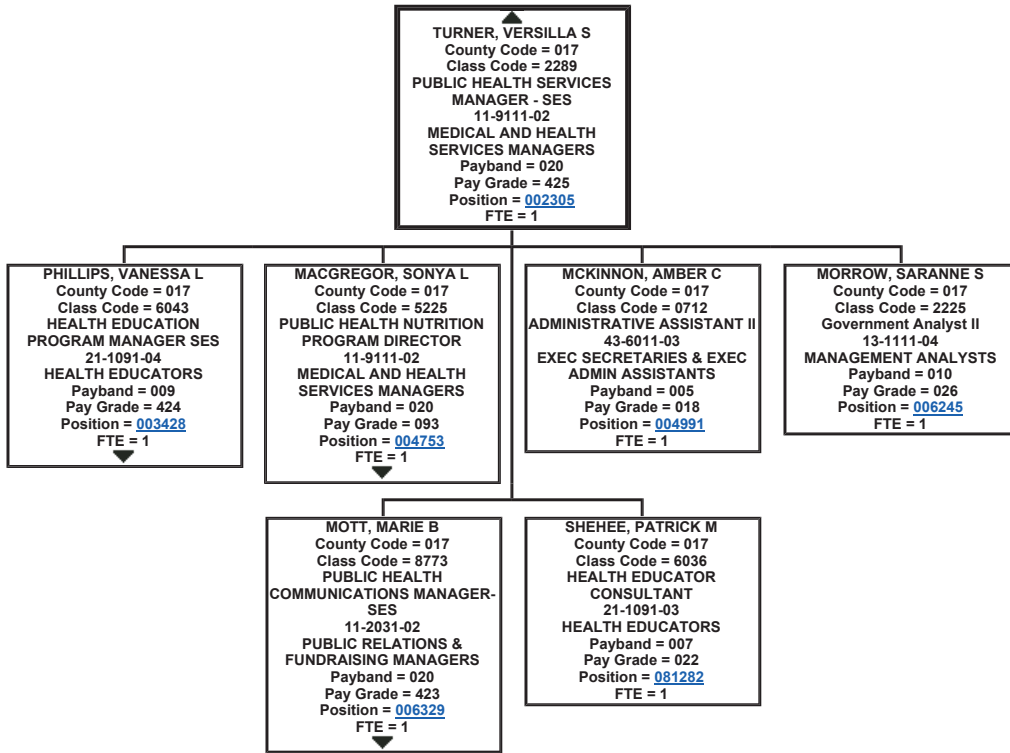 TURNER, VERSILLA S
County Code = 017
Class Code = 2289
PUBLIC HEALTH SERVICES
MANAGER - SES
11-9111-02
MEDICAL AND HEALTH
SERVICES MANAGERS
Payband = 020
Pay Grade = 425
Position = 002305
FTE = 1
PHILLIPS, VANESSA L
County Code = 017
Class Code = 6043
HEALTH EDUCATION
PROGRAM MANAGER SES
21-1091-04
HEALTH EDUCATORS
Payband = 009
Pay Grade = 424
Position = 003428
FTE = 1
MACGREGOR, SONYA L
County Code = 017
Class Code = 5225
PUBLIC HEALTH NUTRITION
PROGRAM DIRECTOR
11-9111-02
MEDICAL AND HEALTH
SERVICES MANAGERS
Payband = 020
Pay Grade = 093
Position = 004753
FTE = 1
MCKINNON, AMBER C
County Code = 017
Class Code = 0712
ADMINISTRATIVE ASSISTANT II
43-6011-03
EXEC SECRETARIES & EXEC
ADMIN ASSISTANTS
Payband = 005
Pay Grade = 018
Position = 004991
FTE = 1
MORROW, SARANNE S
County Code = 017
Class Code = 2225
Government Analyst II
13-1111-04
MANAGEMENT ANALYSTS
Payband = 010
Pay Grade = 026
Position = 006245
FTE = 1
MOTT, MARIE B
County Code = 017
Class Code = 8773
PUBLIC HEALTH
COMMUNICATIONS MANAGER-
SES
11-2031-02
PUBLIC RELATIONS &
FUNDRAISING MANAGERS
Payband = 020
Pay Grade = 423
Position = 006329
FTE = 1
SHEHEE, PATRICK M
County Code = 017
Class Code = 6036
HEALTH EDUCATOR
CONSULTANT
21-1091-03
HEALTH EDUCATORS
Payband = 007
Pay Grade = 022
Position = 081282
FTE = 1